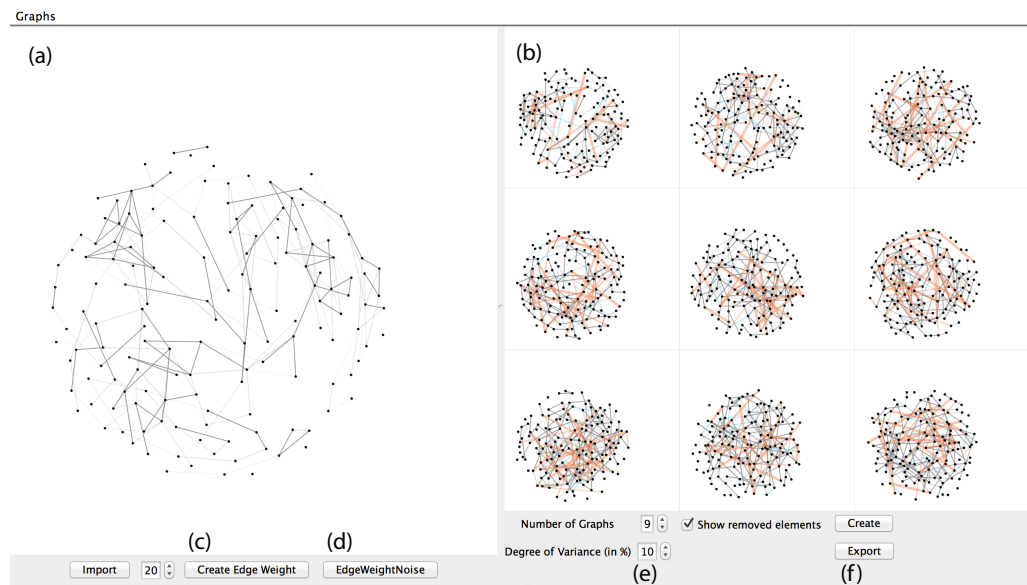 Graphs
(a)
(b)
(c) (d)
Number of Graphs 9 Show removed elements Create
Degree of Variance (in %) 10 Export
(e) (f)
Import 20 Create Edge Weight EdgeWeightNoise